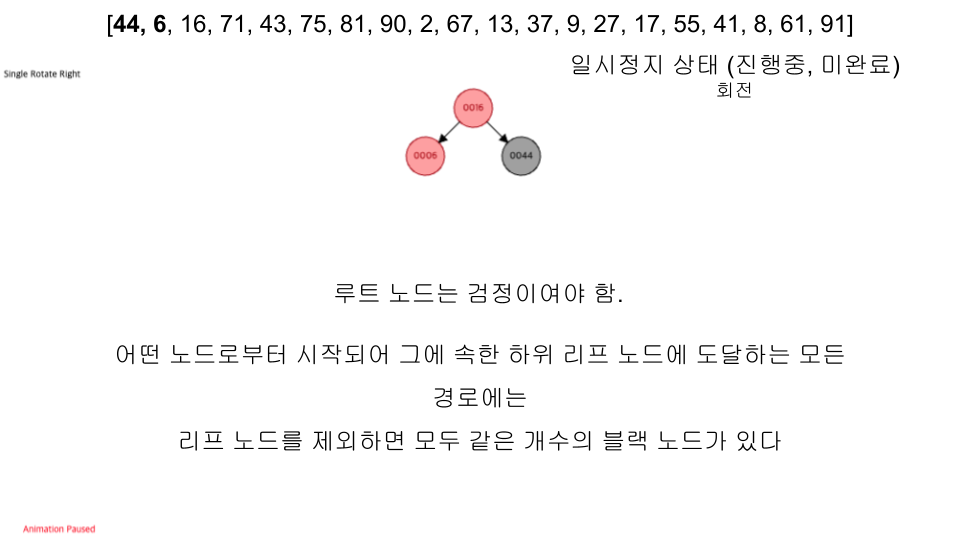 [44, 6, 16, 71, 43, 75, 81, 90, 2, 67, 13, 37, 9, 27, 17, 55, 41, 8, 61, 91]
일시정지 상태 (진행중, 미완료)
Single Rotate Right
회전
0016
0006
0044
루트 노드는 검정이여야 함.
어떤 노드로부터 시작되어 그에 속한 하위 리프 노드에 도달하는 모든
경로에는
리프 노드를 제외하면 모두 같은 개수의 블랙 노드가 있다
Animation Paused